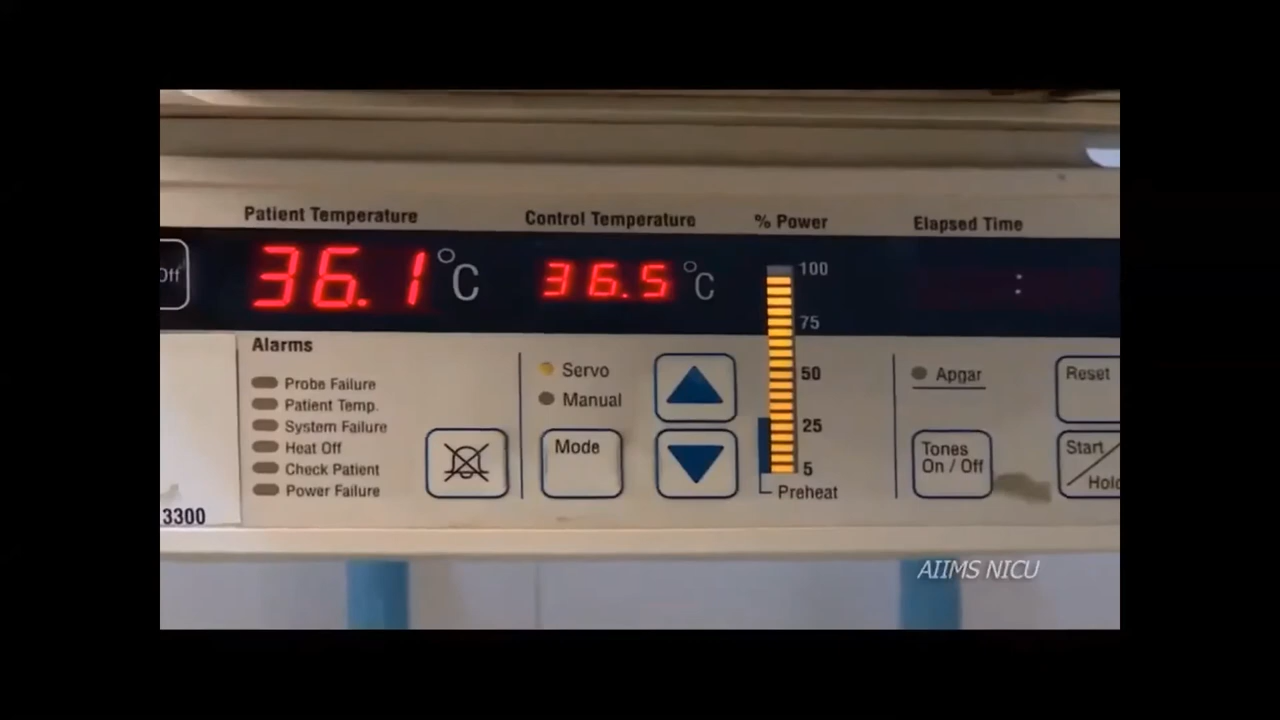 Patient Temperature
Control Temperature
% Power
Elapsed Time
Off
36.1 °C
36.5 °C
100
75
50
25
5
Preheat
:
Alarms
Probe Failure
Patient Temp.
System Failure
Heat Off
Check Patient
Power Failure
Servo
Manual
Mode
Apgar
Tones
On / Off
Reset
Start
Hold
3300
AIIMS NICU